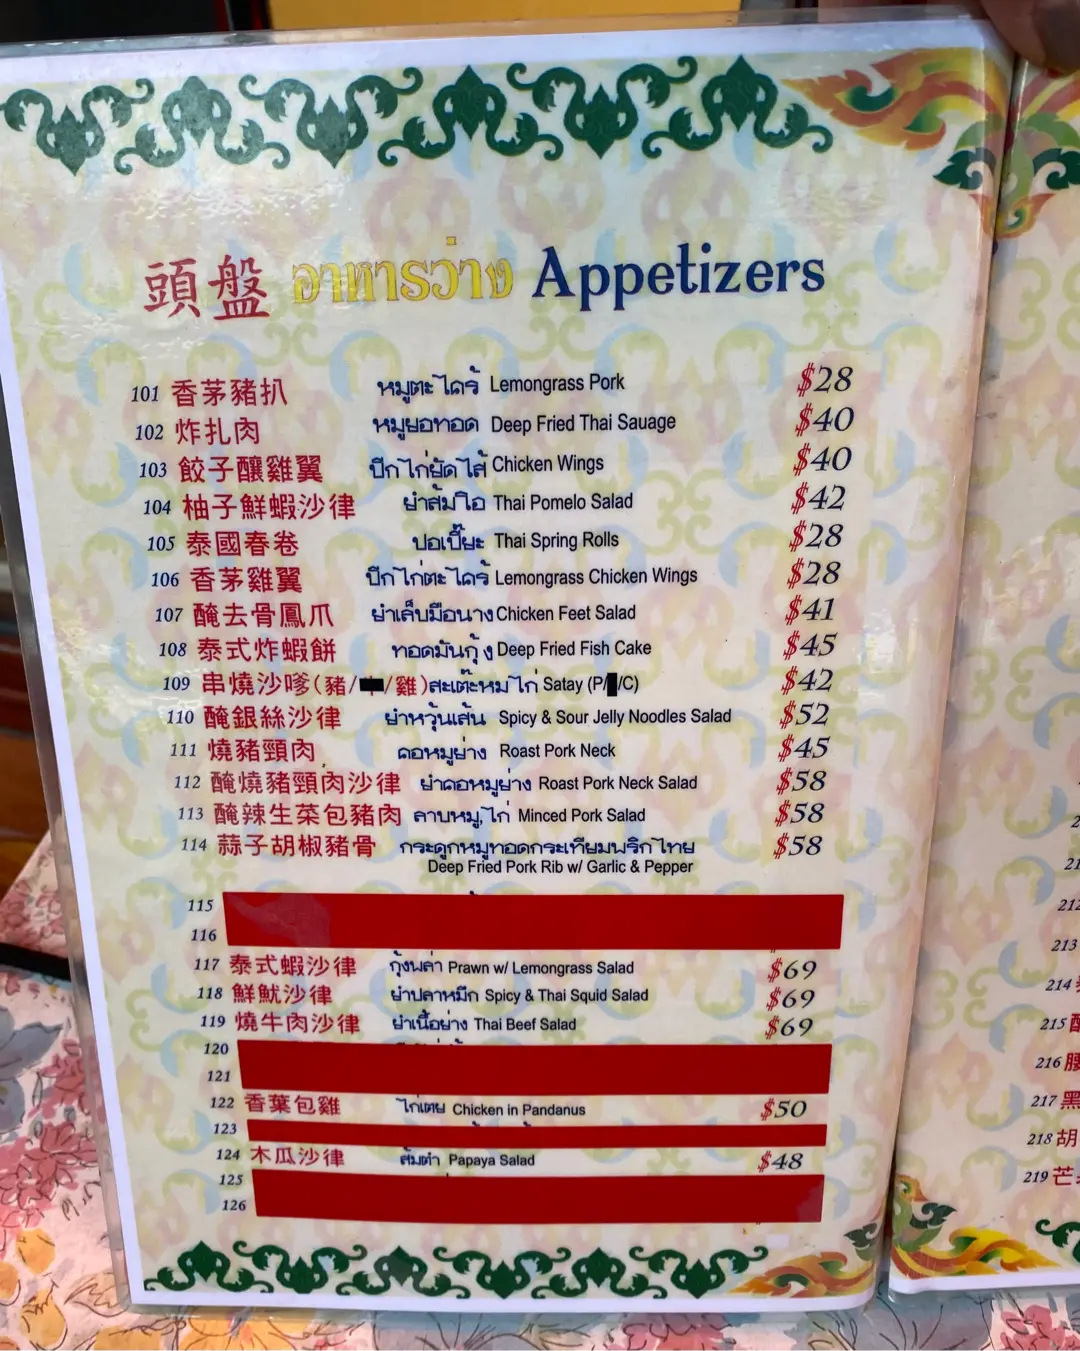 頭盤 อาหารว่าง Appetizers
101 香茅豬扒 หมูตะไคร้ Lemongrass Pork $28
102 炸扎肉 หมูยอทอด Deep Fried Thai Sauage $40
103 餃子釀雞翼 ปีกไก่ยัดไส้ Chicken Wings $40
104 柚子鮮蝦沙律 ยำส้มโอ Thai Pomelo Salad $42
105 泰國春卷 ปอเปี๊ยะ Thai Spring Rolls $28
106 香茅雞翼 ปีกไก่ตะไคร้ Lemongrass Chicken Wings $28
107 醃去骨鳳爪 ยำเล็บมือนาง Chicken Feet Salad $41
108 泰式炸蝦餅 ทอดมันกุ้ง Deep Fried Fish Cake $45
109 串燒沙嗲(豬/ /雞) สะเต๊ะหมูไก่ Satay (P/ /C) $42
110 醃銀絲沙律 ยำหวุ้นเส้น Spicy & Sour Jelly Noodles Salad $52
111 燒豬頸肉 คอหมูย่าง Roast Pork Neck $45
112 醃燒豬頸肉沙律 ยำคอหมูย่าง Roast Pork Neck Salad $58
113 醃辣生菜包豬肉 ลาบหมู,ไก่ Minced Pork Salad $58
114 蒜子胡椒豬骨 กระดูกหมูทอดกระเทียมพริกไทย $58
Deep Fried Pork Rib w/ Garlic & Pepper
115
116
117 泰式蝦沙律 กุ้งพล่า Prawn w/ Lemongrass Salad $69
118 鮮魷沙律 ยำปลาหมึก Spicy & Thai Squid Salad $69
119 燒牛肉沙律 ยำเนื้อย่าง Thai Beef Salad $69
120
121
122 香葉包雞 ไก่เตย Chicken in Pandanus $50
123
124 木瓜沙律 ส้มตำ Papaya Salad $48
125
126
212
213
214
215
216
217 黑
218 胡
219 芒